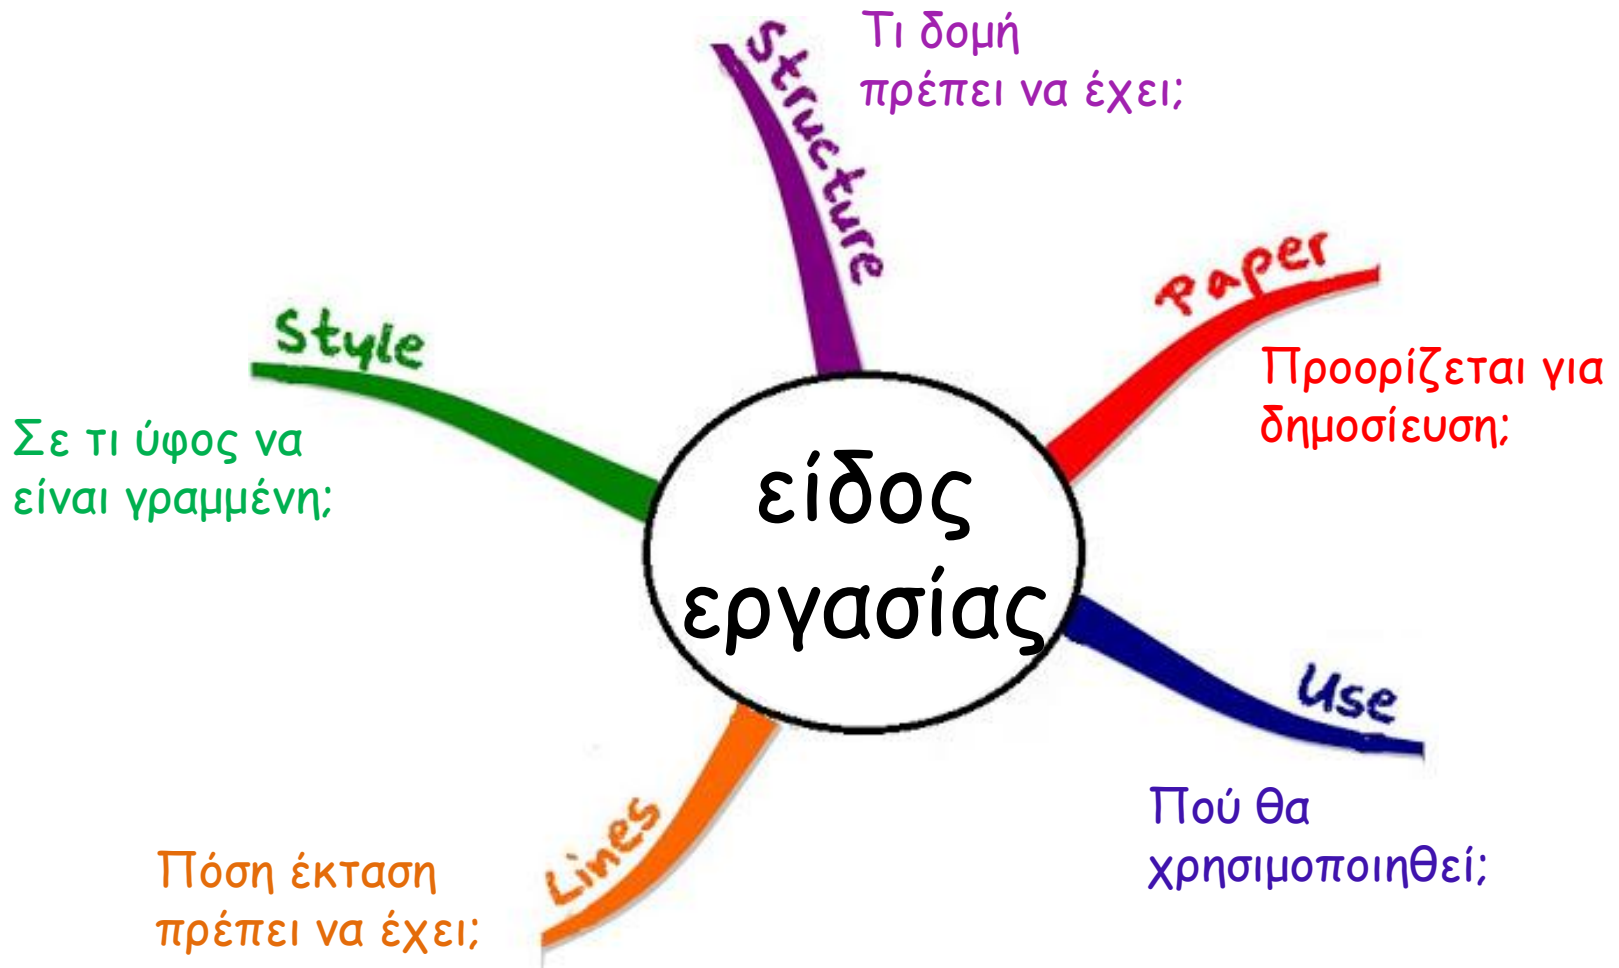 Structure
Τι δομή
πρέπει να έχει;
Paper
Προορίζεται για
δημοσίευση;
Style
Σε τι ύφος να
είναι γραμμένη;
είδος
εργασίας
Use
Πού θα
χρησιμοποιηθεί;
Lines
Πόση έκταση
πρέπει να έχει;